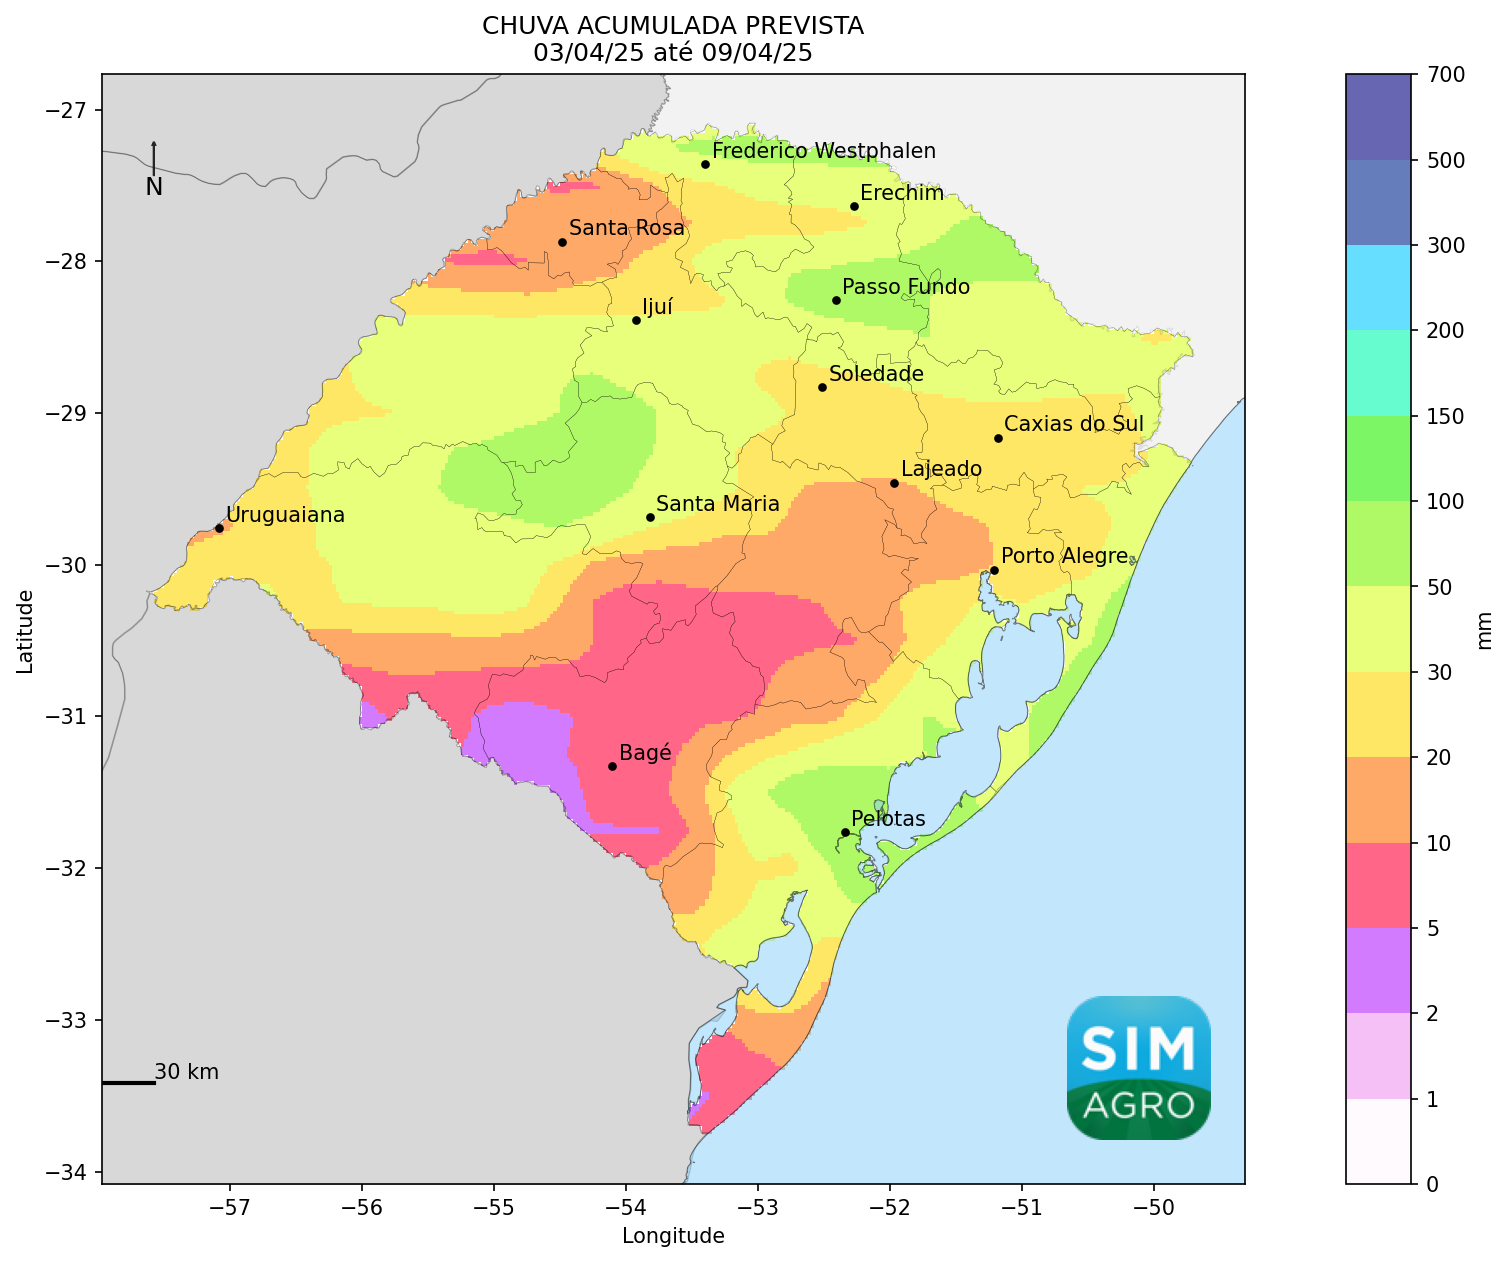 CHUVA ACUMULADA PREVISTA
03/04/25 até 09/04/25
−27
−28
−29
−30
−31
−32
−33
−34
Latitude
N
Frederico Westphalen
Erechim
Santa Rosa
Passo Fundo
Ijuí
Soledade
Caxias do Sul
Lajeado
Santa Maria
Uruguaiana
Porto Alegre
Bagé
Pelotas
30 km
SIM
AGRO
−57
−56
−55
−54
−53
−52
−51
−50
Longitude
700
500
300
200
150
100
50
30
20
10
5
2
1
0
mm